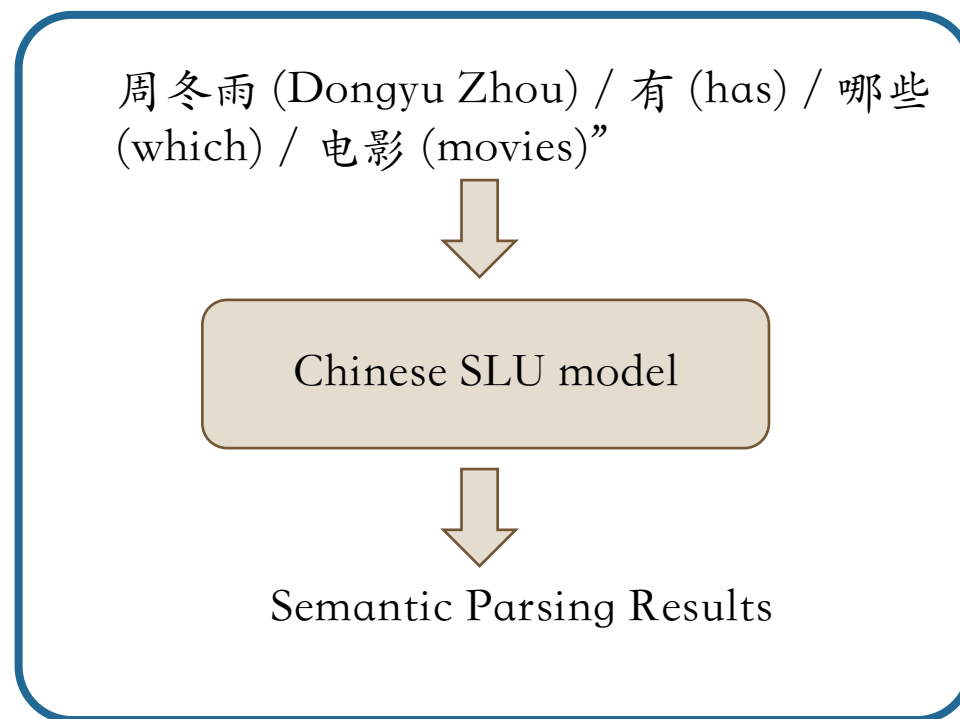 周冬雨 (Dongyu Zhou) / 有 (has) / 哪些
(which) / 电影 (movies)”
Chinese SLU model
Semantic Parsing Results